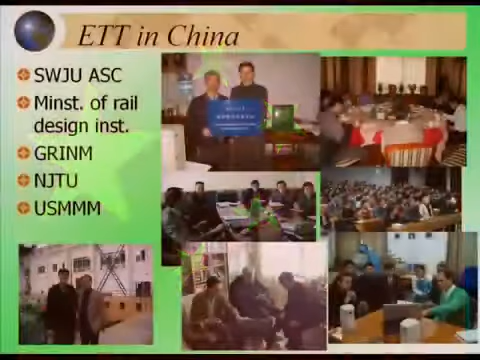 ETT in China
SWJU ASC
Minst. of rail
design inst.
GRINM
NJTU
USMMM